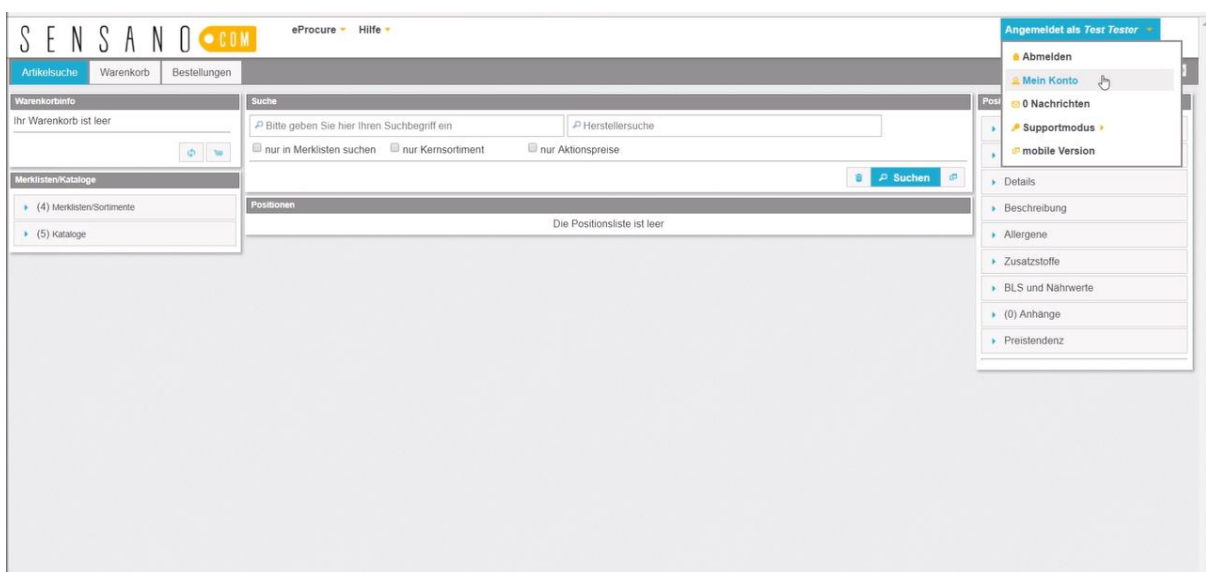 SENSANO.COM
eProcure
Hilfe
Angemeldet als Test Tester
Abmelden
Mein Konto
0 Nachrichten
Supportmodus
mobile Version
Artikelsuche
Warenkorb
Bestellungen
Warenkorbinfo
Ihr Warenkorb ist leer
Merklisten/Kataloge
(4) Merklisten/Sortimente
(5) Kataloge
Suche
Bitte geben Sie hier Ihren Suchbegriff ein
Herstellersuche
nur in Merklisten suchen
nur Kernsortiment
nur Aktionspreise
Suchen
Positionen
Die Positionsliste ist leer
Details
Beschreibung
Allergene
Zusatzstoffe
BLS und Nährwerte
(0) Anhänge
Preistendenz